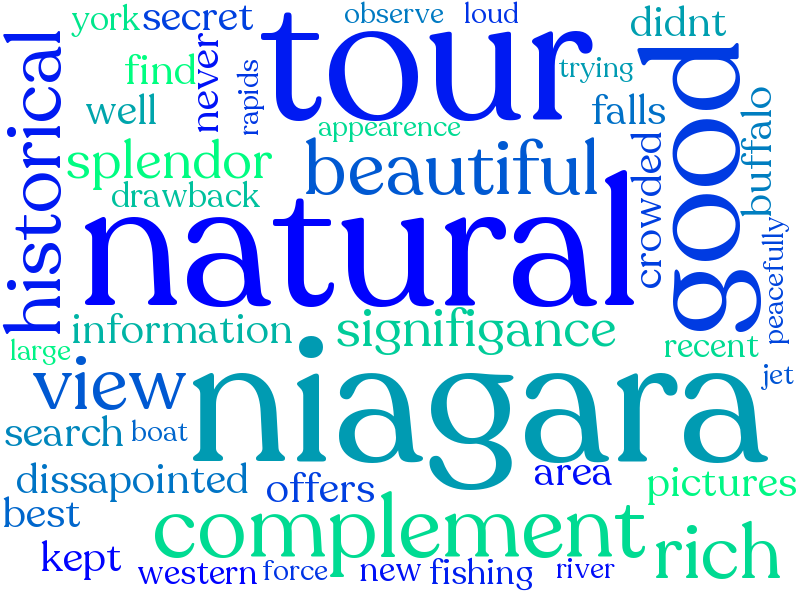 york
secret
observe
loud
didnt
tour
find
never
rapids
trying
good
historical
well
appearence
falls
buffalo
splendor
beautiful
crowded
drawback
natural
peacefully
information
signifigance
large
recent
view
niagara
jet
search
boat
dissapointed
offers
area
pictures
best
complement
rich
kept
western
force
new
fishing
river